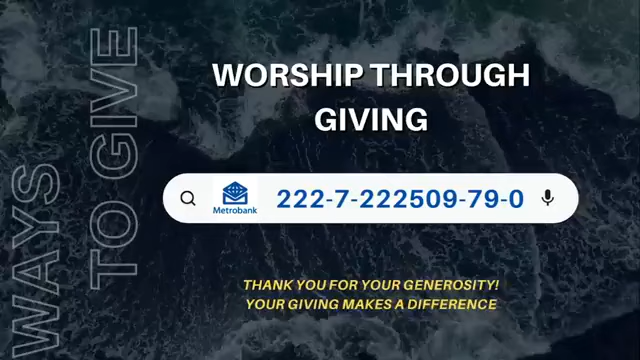 WAYS
TO GIVE
WORSHIP THROUGH
GIVING
Metrobank
222-7-222509-79-0
THANK YOU FOR YOUR GENEROSITY!
YOUR GIVING MAKES A DIFFERENCE